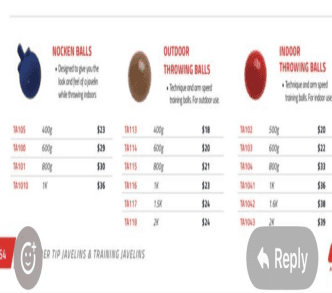 NOCKEN BALLS
• Designed to give you the
look and feel of a javelin
while throwing indoors
TA105 400g $23
TA100 600g $29
TA101 800g $30
TA1010 1K $36
OUTDOOR
THROWING BALLS
• Technique and arm speed
training balls. For outdoor use.
TA113 400g $18
TA114 600g $20
TA115 800g $21
TA116 1K $23
TA117 1.5K $24
TA118 2K $24
INDOOR
THROWING BALLS
• Technique and arm speed
training balls. For indoor use
TA102 500g $20
TA103 600g $22
TA104 800g $33
TA1041 1K $36
TA1042 1.6K $38
TA1043 2K $39
54
ER TIP JAVELINS & TRAINING JAVELINS
Reply